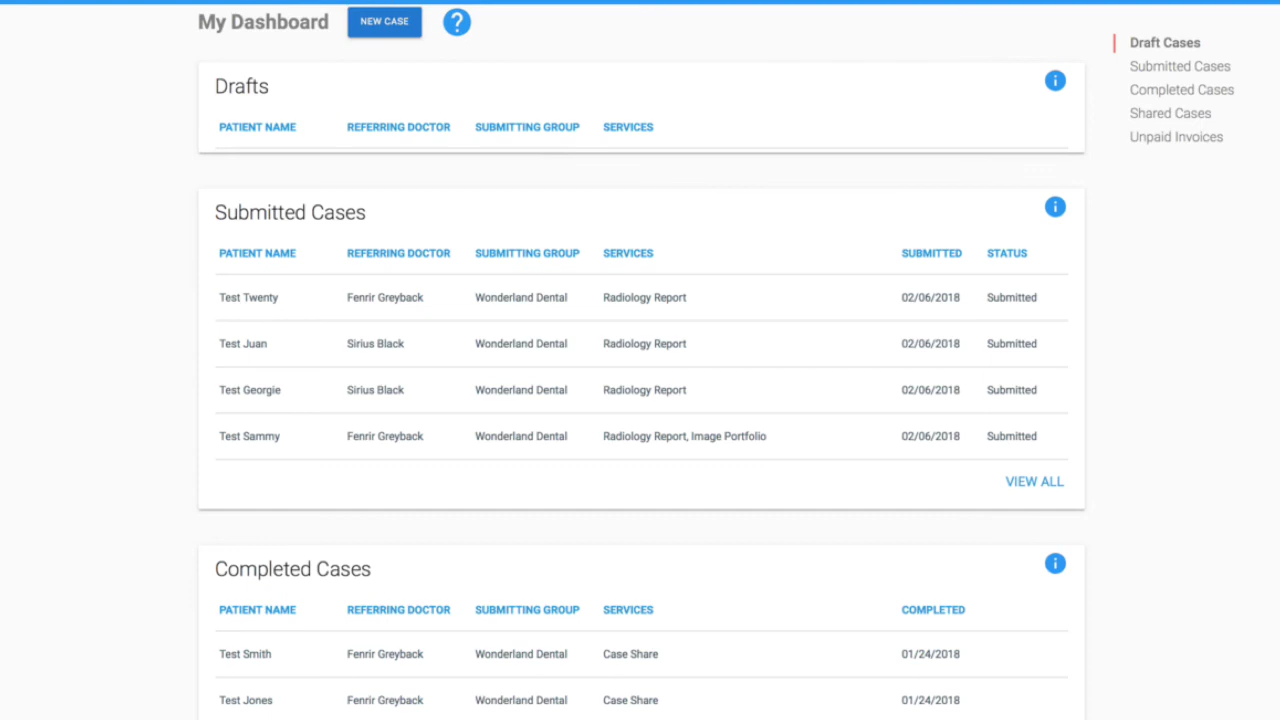 My Dashboard NEW CASE ?
Draft Cases
Submitted Cases
Completed Cases
Shared Cases
Unpaid Invoices
Drafts
PATIENT NAME REFERRING DOCTOR SUBMITTING GROUP SERVICES
Submitted Cases
PATIENT NAME REFERRING DOCTOR SUBMITTING GROUP SERVICES SUBMITTED STATUS
Test Twenty Fenrir Greyback Wonderland Dental Radiology Report 02/06/2018 Submitted
Test Juan Sirius Black Wonderland Dental Radiology Report 02/06/2018 Submitted
Test Georgie Sirius Black Wonderland Dental Radiology Report 02/06/2018 Submitted
Test Sammy Fenrir Greyback Wonderland Dental Radiology Report, Image Portfolio 02/06/2018 Submitted
VIEW ALL
Completed Cases
PATIENT NAME REFERRING DOCTOR SUBMITTING GROUP SERVICES COMPLETED
Test Smith Fenrir Greyback Wonderland Dental Case Share 01/24/2018
Test Jones Fenrir Greyback Wonderland Dental Case Share 01/24/2018